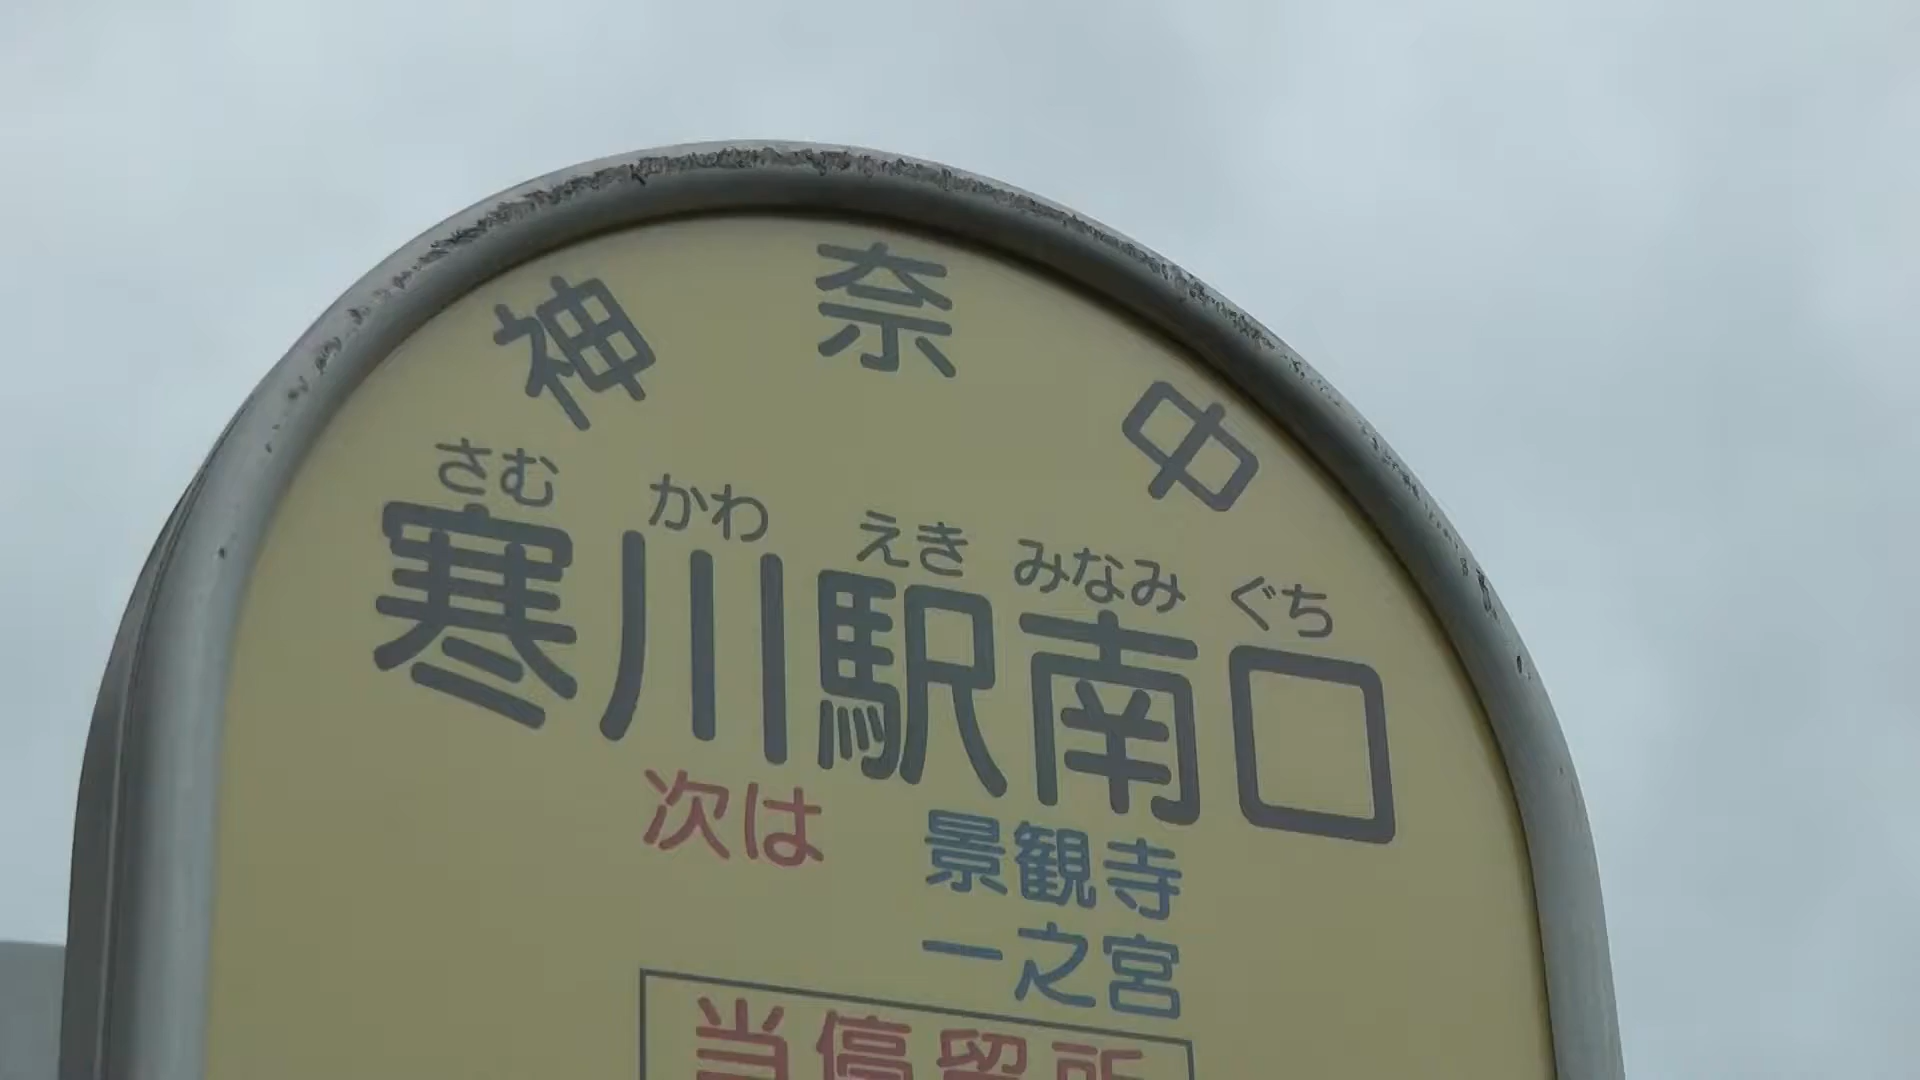 神奈中
さむ かわ えき みなみ ぐち
寒川駅南口
次は 景観寺
一之宮
当停留所